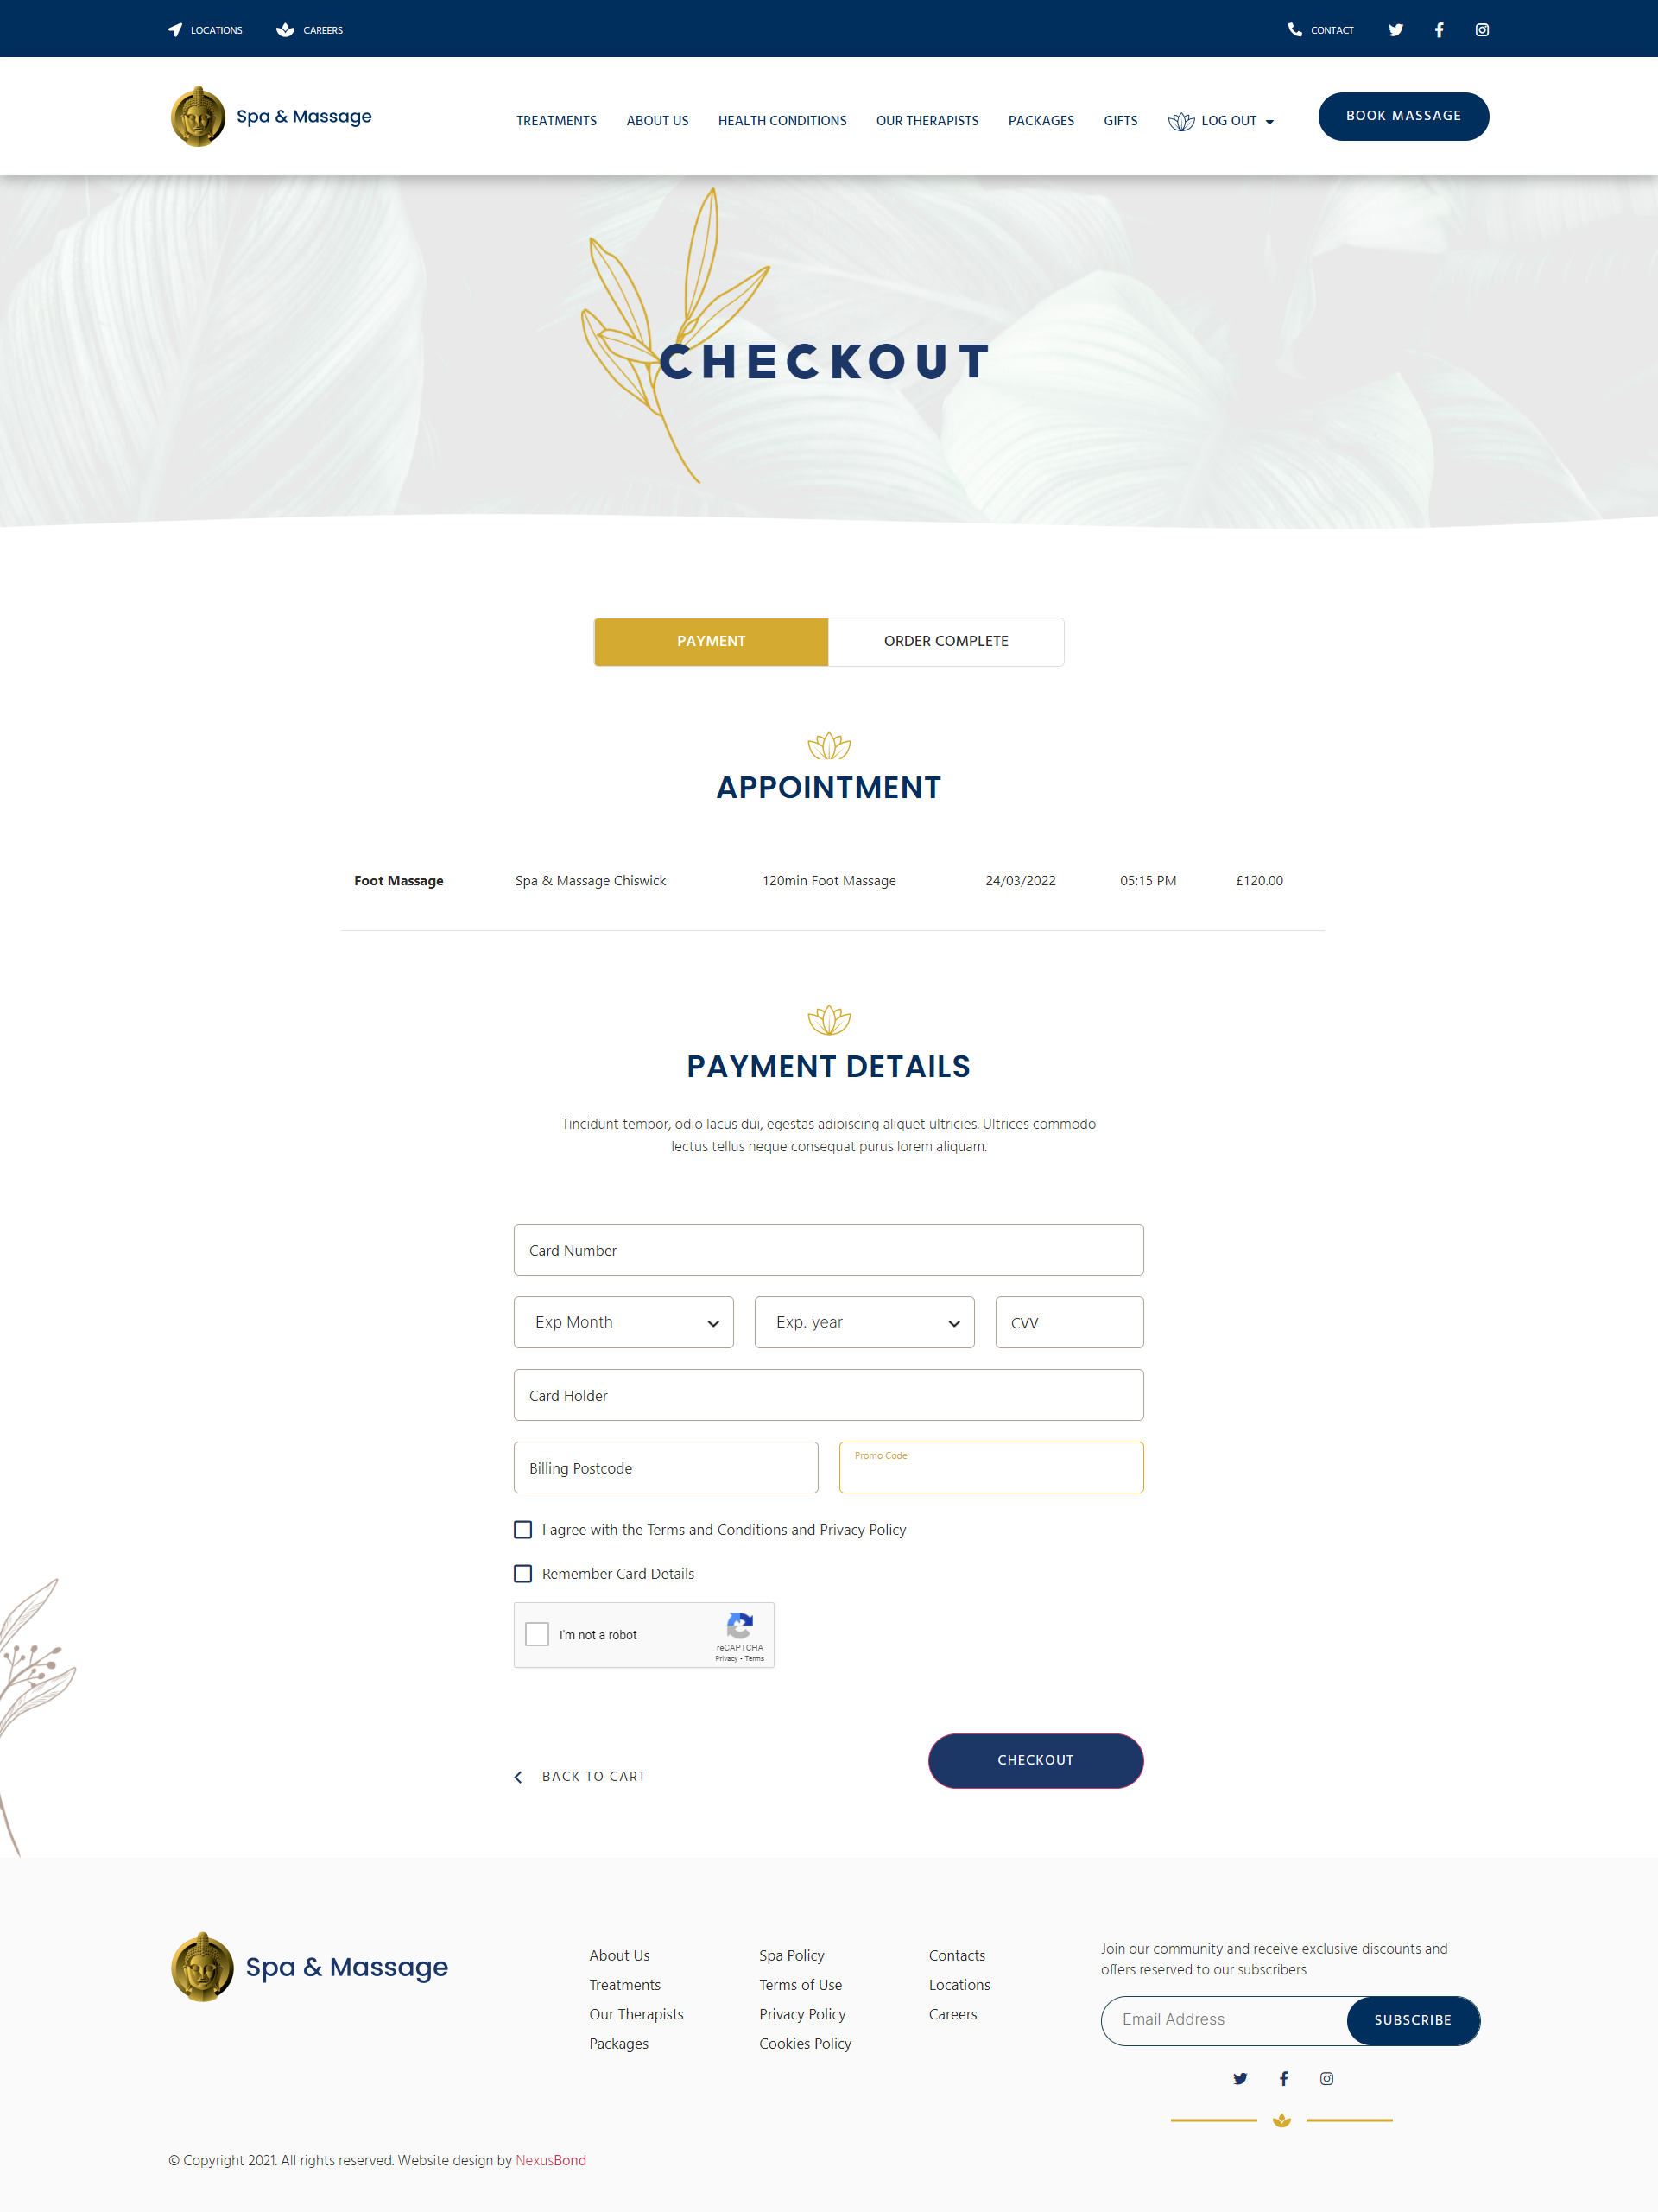 LOCATIONS CAREERS CONTACT
Spa & Massage TREATMENTS ABOUT US HEALTH CONDITIONS OUR THERAPISTS PACKAGES GIFTS LOG OUT BOOK MASSAGE
CHECKOUT
PAYMENT ORDER COMPLETE
APPOINTMENT
Foot Massage Spa & Massage Chiswick 120min Foot Massage 24/03/2022 05:15 PM £120.00
PAYMENT DETAILS
Tincidunt tempor, odio lacus dui, egestas adipiscing aliquet ultricies. Ultrices commodo
lectus tellus neque consequat purus lorem aliquam.
Card Number
Exp Month Exp. year CVV
Card Holder
Billing Postcode Promo Code
I agree with the Terms and Conditions and Privacy Policy
Remember Card Details
I'm not a robot
reCAPTCHA
Privacy - Terms
BACK TO CART CHECKOUT
Spa & Massage
About Us
Treatments
Our Therapists
Packages
Spa Policy
Terms of Use
Privacy Policy
Cookies Policy
Contacts
Locations
Careers
Join our community and receive exclusive discounts and
offers reserved to our subscribers
Email Address SUBSCRIBE
© Copyright 2021. All rights reserved. Website design by NexusBond